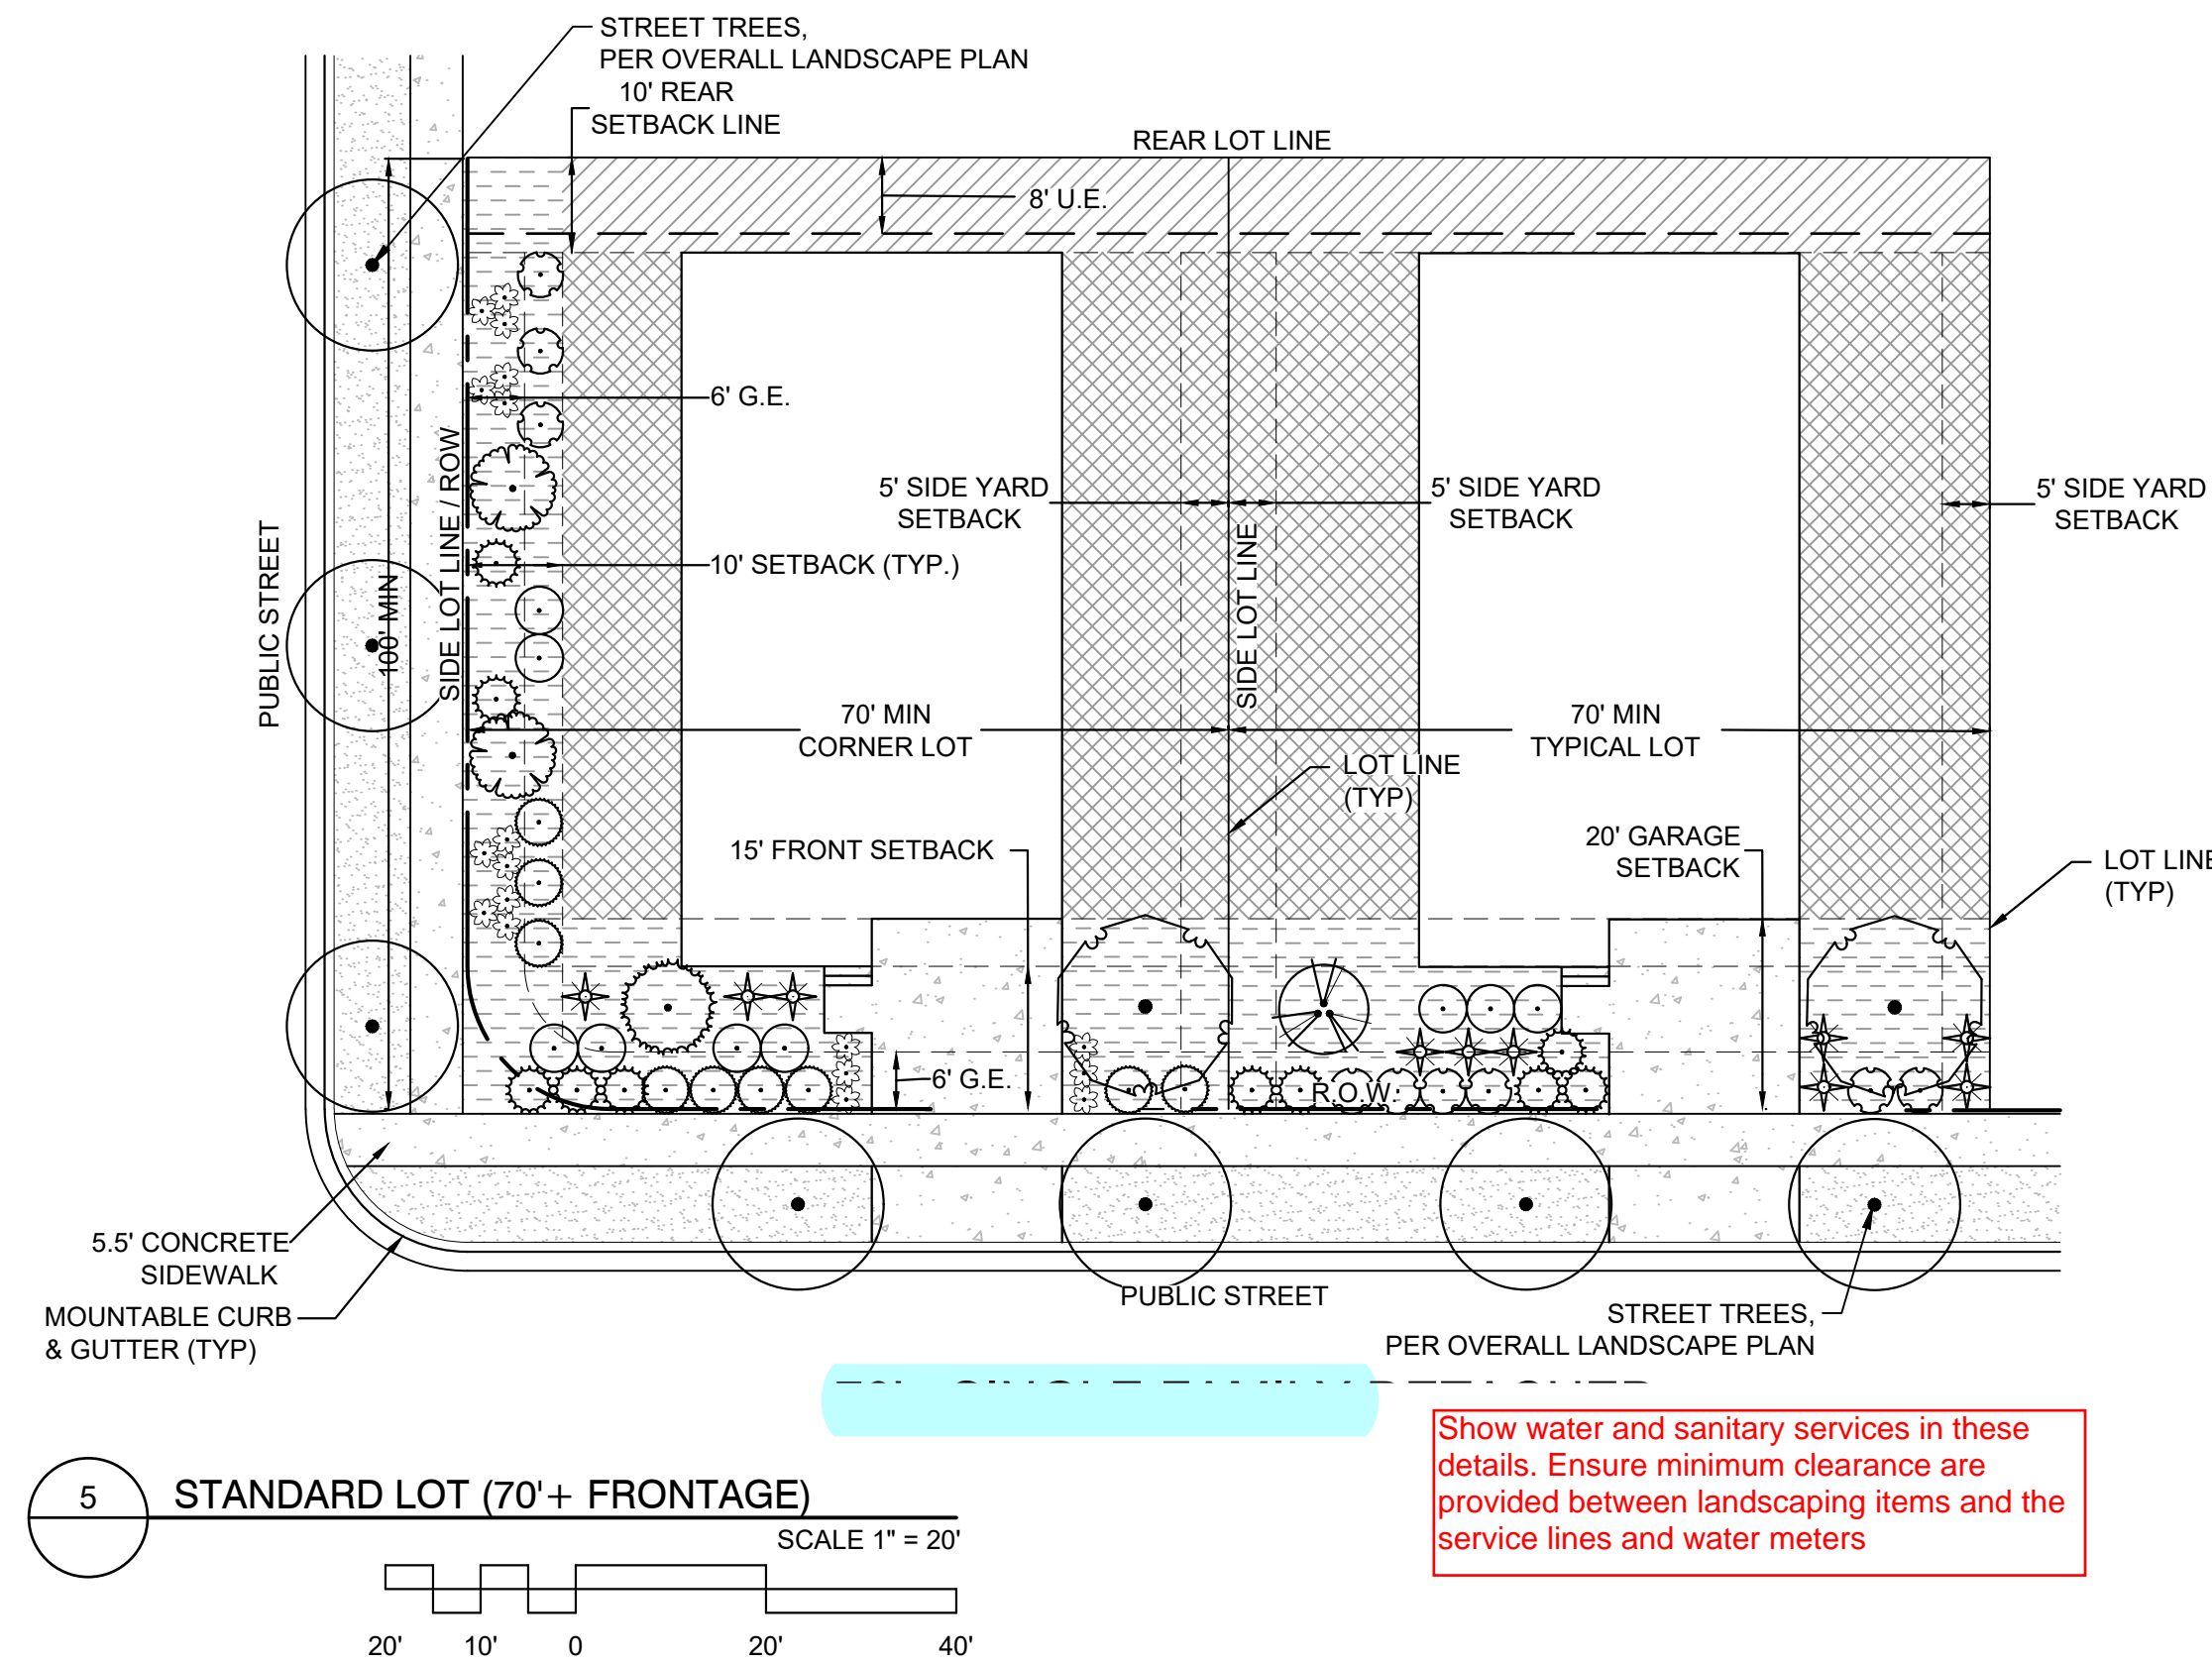 STREET TREES,
PER OVERALL LANDSCAPE PLAN
10' REAR
SETBACK LINE
REAR LOT LINE
8' U.E.
6' G.E.
SIDE LOT LINE / ROW
PUBLIC STREET
100' MIN
5' SIDE YARD
SETBACK
5' SIDE YARD
SETBACK
5' SIDE YARD
SETBACK
SIDE LOT LINE
10' SETBACK (TYP.)
70' MIN
CORNER LOT
70' MIN
TYPICAL LOT
LOT LINE
(TYP)
15' FRONT SETBACK
20' GARAGE
SETBACK
LOT LINE
(TYP)
6' G.E.
R.O.W.
5.5' CONCRETE
SIDEWALK
MOUNTABLE CURB
& GUTTER (TYP)
PUBLIC STREET
STREET TREES,
PER OVERALL LANDSCAPE PLAN
Show water and sanitary services in these
details. Ensure minimum clearance are
provided between landscaping items and the
service lines and water meters
5
STANDARD LOT (70'+ FRONTAGE)
SCALE 1" = 20'
20' 10' 0 20' 40'